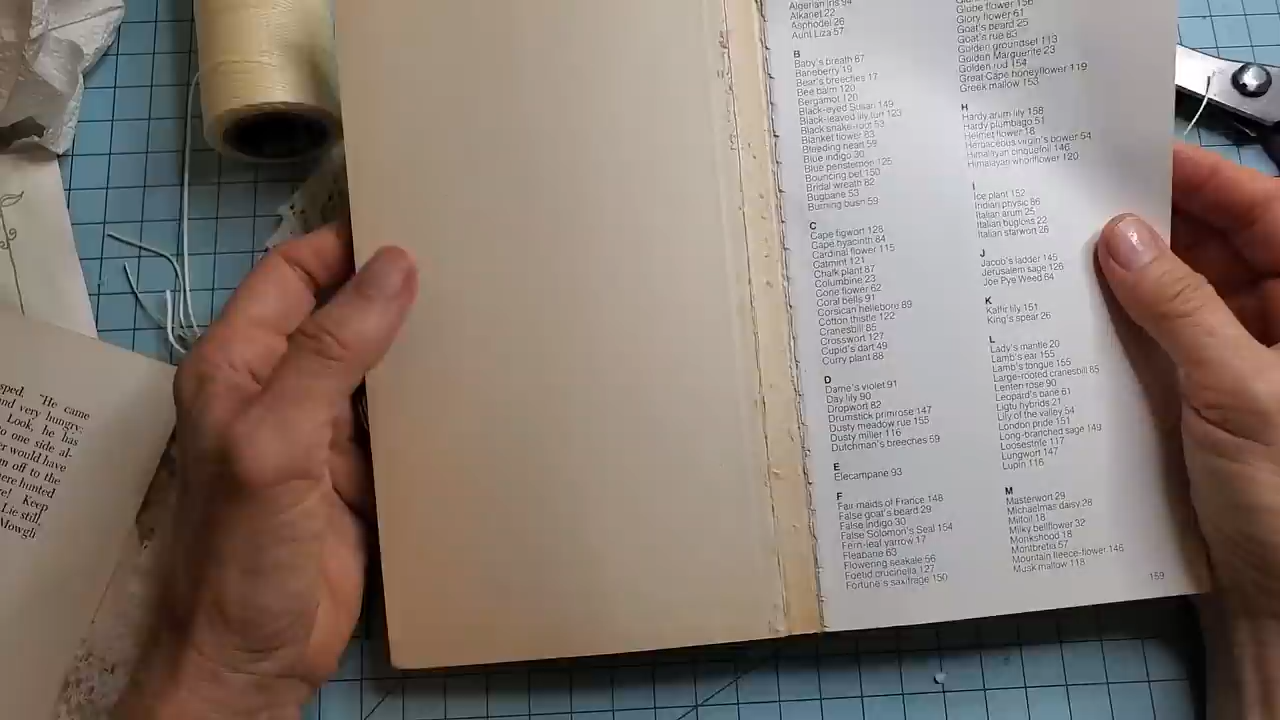 sped. "He came
and very hungry;
Look, he has
to one side al-
er would have
m off to the
here hunted
re! Keep
Lie still,
Mowgli
Algerian iris 94
Alkanet 22
Asphodel 26
Aunt Liza 57
B
Baby's breath 87
Baneberry 19
Bear's breeches 17
Bee balm 120
Bergamot 120
Black-eyed Susan 149
Black-leaved lily turf 123
Black snake-root 53
Blanket flower 83
Bleeding heart 59
Blue indigo 30
Blue penstemon 125
Bouncing bet 150
Bridal wreath 82
Bugbane 53
Burning bush 59
C
Cape figwort 128
Cape hyacinth 84
Cardinal flower 115
Catmint 121
Chalk plant 87
Columbine 23
Cone flower 62
Coral bells 91
Corsican hellebore 89
Cotton thistle 122
Cranesbill 85
Crosswort 127
Cupid's dart 49
Curry plant 88
D
Dame's violet 91
Day lily 90
Dropwort 82
Drumstick primrose 147
Dusty meadow rue 155
Dusty miller 116
Dutchman's breeches 59
E
Elecampane 93
F
Fair maids of France 148
False goat's beard 29
False indigo 30
False Solomon's Seal 154
Fern-leaf yarrow 17
Fleabane 63
Flowering seakale 56
Foetid crucinella 127
Fortune's saxifrage 150
Globe flower 156
Glory flower 61
Goat's beard 25
Goat's rue 83
Golden groundsel 113
Golden Marguerite 23
Golden rod 154
Great Cape honeyflower 119
Greek mallow 153
H
Hardy arum lily 158
Hardy plumbago 51
Helmet flower 18
Herbaceous virgin's bower 54
Himalayan cinquefoil 146
Himalayan whorlflower 120
I
Ice plant 152
Indian physic 86
Italian arum 25
Italian bugloss 22
Italian starwort 26
J
Jacob's ladder 145
Jerusalem sage 126
Joe Pye Weed 64
K
Kaffir lily 151
King's spear 26
L
Lady's mantle 20
Lamb's ear 155
Lamb's tongue 155
Large-rooted cranesbill 85
Lenten rose 90
Leopard's bane 61
Ligtu hybrids 21
Lily of the valley 54
London pride 151
Long-branched sage 149
Loosestrife 117
Lungwort 147
Lupin 116
M
Masterwort 29
Michaelmas daisy 28
Milfoil 18
Milky bellflower 32
Monkshood 18
Montbretia 57
Mountain fleece-flower 146
Musk mallow 118
159